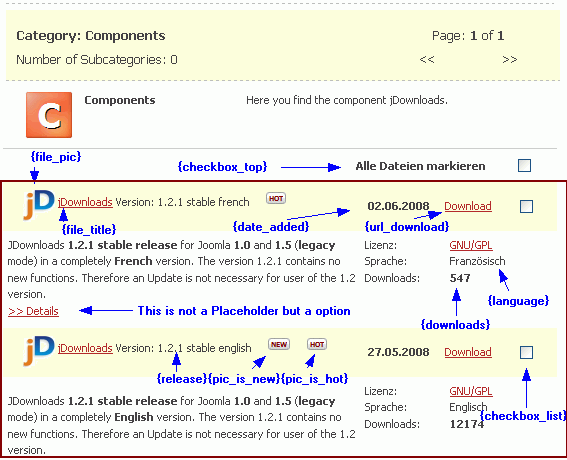 Category: Components
Page: 1 of 1
Number of Subcategories: 0
<< >>
C
Components
Here you find the component jDownloads.
{file_pic}
{checkbox_top}
Alle Dateien markieren
jD jDownloads Version: 1.2.1 stable french HOT
02.06.2008 Download
{file_title}
{date_added}
{url_download}
JDownloads 1.2.1 stable release for Joomla 1.0 and 1.5 (legacy
mode) in a completely French version. The version 1.2.1 contains no
new functions. Therefore an Update is not necessary for user of the 1.2
version.
Lizenz: GNU/GPL
Sprache: Französisch
Downloads: 547
{language}
>> Details
This is not a Placeholder but a option
{downloads}
jD jDownloads Version: 1.2.1 stable english NEW HOT
27.05.2008 Download
{release}{pic_is_new}{pic_is_hot}
JDownloads 1.2.1 stable release for Joomla 1.0 and 1.5 (legacy
mode) in a completely English version. The version 1.2.1 contains no
new functions. Therefore an Update is not necessary for user of the 1.2
version.
Lizenz: GNU/GPL
Sprache: Englisch
Downloads: 12174
{checkbox_list}